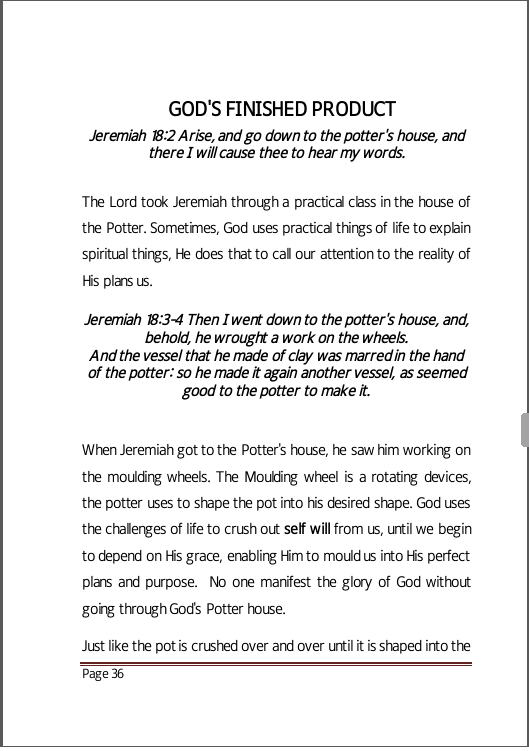 GOD'S FINISHED PRODUCT
Jeremiah 18:2 Arise, and go down to the potter's house, and
there I will cause thee to hear my words.
The Lord took Jeremiah through a practical class in the house of
the Potter. Sometimes, God uses practical things of life to explain
spiritual things, He does that to call our attention to the reality of
His plans us.
Jeremiah 18:3-4 Then I went down to the potter's house, and,
behold, he wrought a work on the wheels.
And the vessel that he made of clay was marred in the hand
of the potter: so he made it again another vessel, as seemed
good to the potter to make it.
When Jeremiah got to the Potter's house, he saw him working on
the moulding wheels. The Moulding wheel is a rotating devices,
the potter uses to shape the pot into his desired shape. God uses
the challenges of life to crush out self will from us, until we begin
to depend on His grace, enabling Him to mould us into His perfect
plans and purpose. No one manifest the glory of God without
going through God's Potter house.
Just like the pot is crushed over and over until it is shaped into the
Page 36